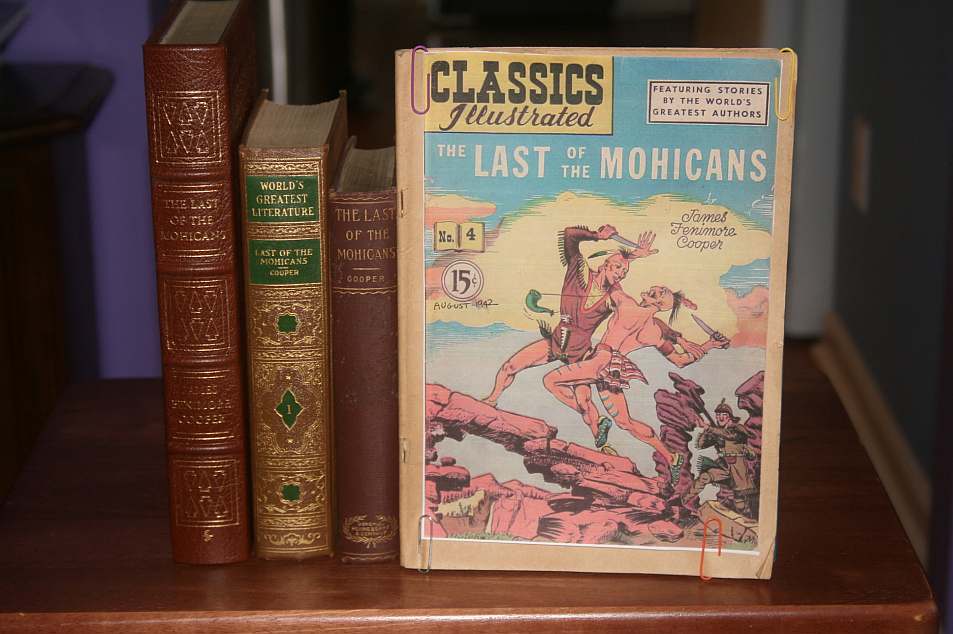 THE LAST
OF THE
MOHICANS
JAMES
FENIMORE
COOPER
WORLD'S
GREATEST
LITERATURE
LAST OF THE
MOHICANS
COOPER
1
THE LAST
OF THE
MOHICANS
COOPER
CLASSICS
Illustrated
FEATURING STORIES
BY THE WORLD'S
GREATEST AUTHORS
THE LAST OF THE MOHICANS
by
James
Fenimore
Cooper
No. 4
15¢
AUGUST-1942